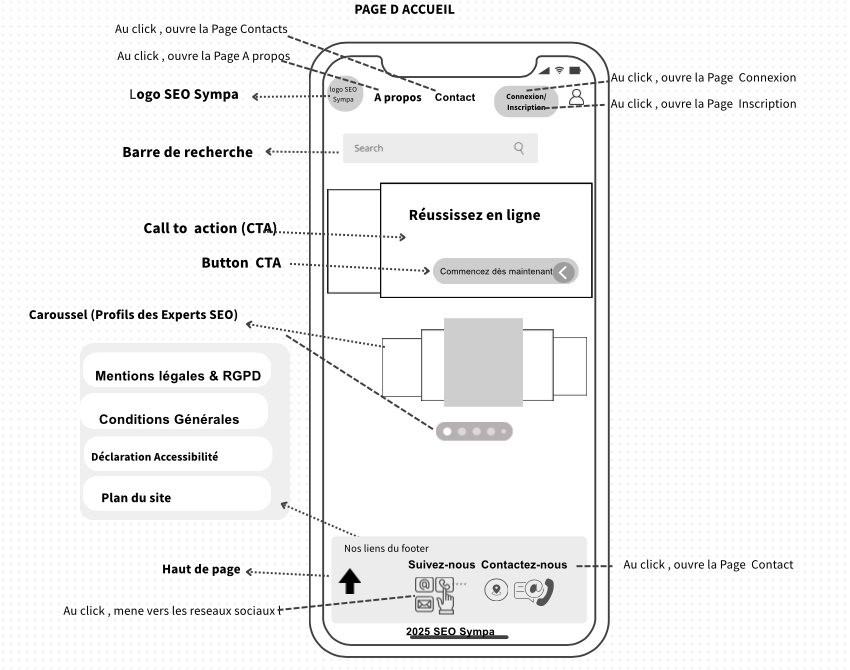 PAGE D ACCUEIL
Au click , ouvre la Page Contacts
Au click , ouvre la Page A propos
Au click , ouvre la Page Connexion
Au click , ouvre la Page Inscription
Logo SEO Sympa
logo SEO
Sympa
A propos
Contact
Connexion/
Inscription
Barre de recherche
Search
Réussissez en ligne
Call to action (CTA)
Button CTA
Commencez dès maintenant
Caroussel (Profils des Experts SEO)
Mentions légales & RGPD
Conditions Générales
Déclaration Accessibilité
Plan du site
Nos liens du footer
Suivez-nous
Contactez-nous
Au click , ouvre la Page Contact
Haut de page
Au click , mene vers les reseaux sociaux
2025 SEO Sympa